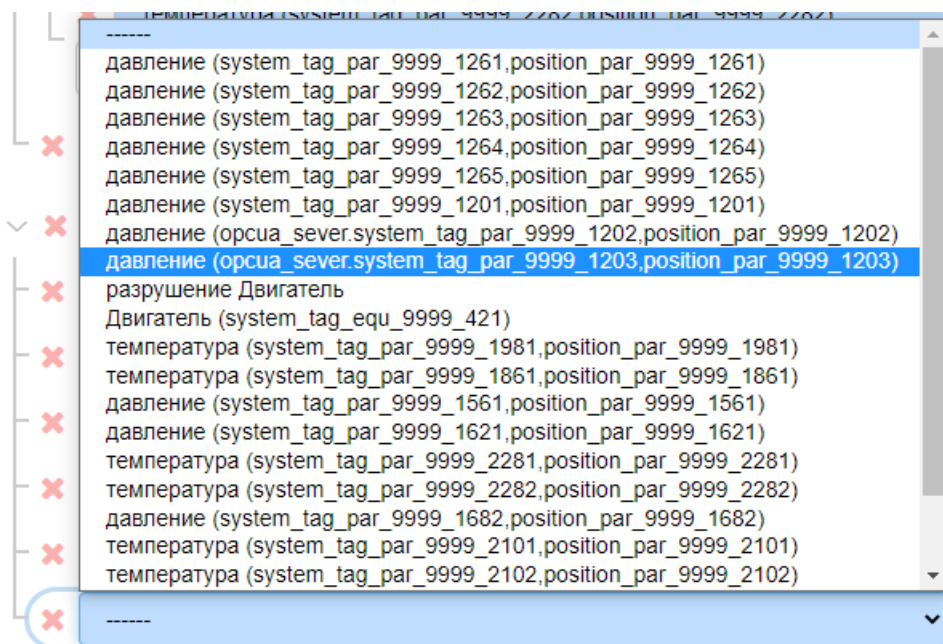 температура (system_tag_par_9999_2282,position_par_9999_2282)
------
давление (system_tag_par_9999_1261,position_par_9999_1261)
давление (system_tag_par_9999_1262,position_par_9999_1262)
давление (system_tag_par_9999_1263,position_par_9999_1263)
давление (system_tag_par_9999_1264,position_par_9999_1264)
давление (system_tag_par_9999_1265,position_par_9999_1265)
давление (system_tag_par_9999_1201,position_par_9999_1201)
давление (opcua_sever.system_tag_par_9999_1202,position_par_9999_1202)
давление (opcua_sever.system_tag_par_9999_1203,position_par_9999_1203)
разрушение Двигатель
Двигатель (system_tag_equ_9999_421)
температура (system_tag_par_9999_1981,position_par_9999_1981)
температура (system_tag_par_9999_1861,position_par_9999_1861)
давление (system_tag_par_9999_1561,position_par_9999_1561)
давление (system_tag_par_9999_1621,position_par_9999_1621)
температура (system_tag_par_9999_2281,position_par_9999_2281)
температура (system_tag_par_9999_2282,position_par_9999_2282)
давление (system_tag_par_9999_1682,position_par_9999_1682)
температура (system_tag_par_9999_2101,position_par_9999_2101)
температура (system_tag_par_9999_2102,position_par_9999_2102)
------